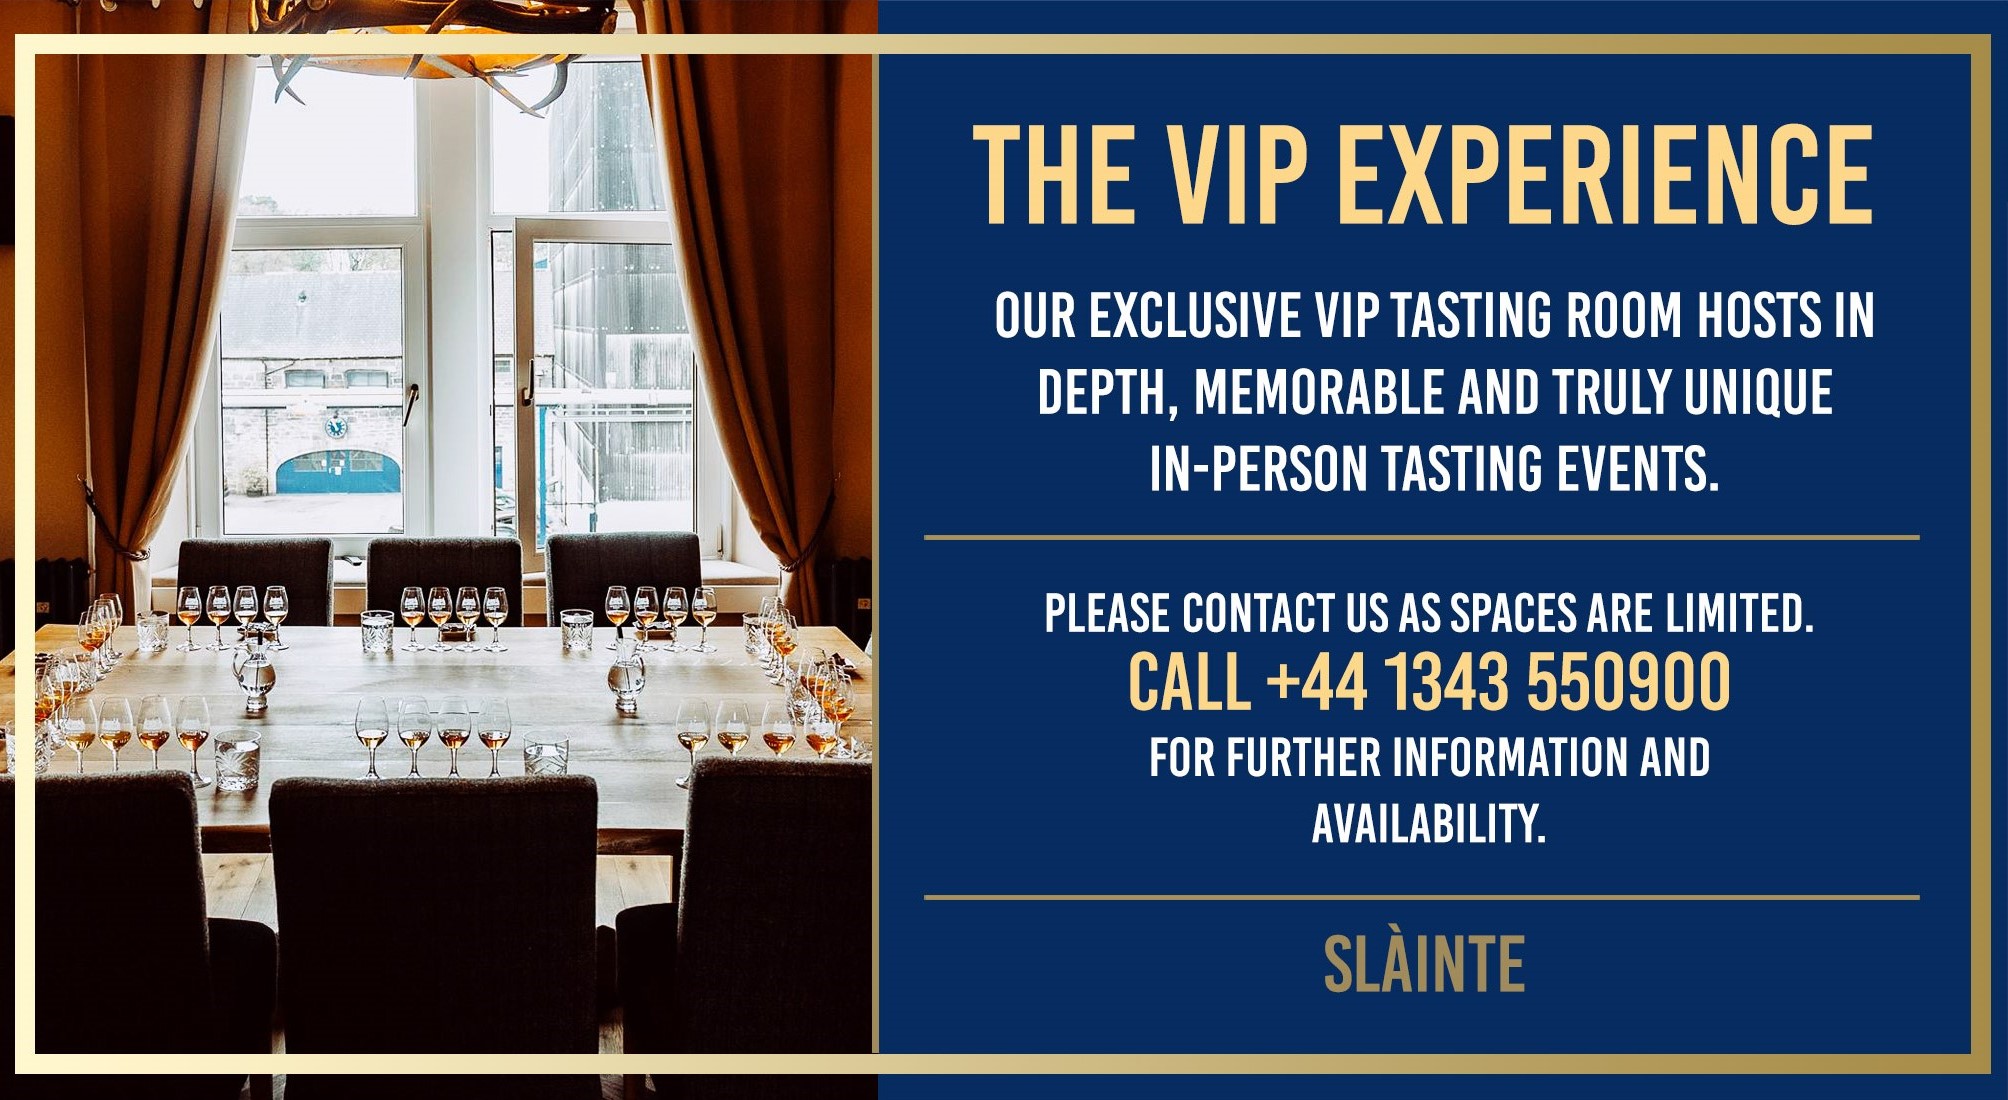 THE VIP EXPERIENCE
OUR EXCLUSIVE VIP TASTING ROOM HOSTS IN
DEPTH, MEMORABLE AND TRULY UNIQUE
IN-PERSON TASTING EVENTS.
PLEASE CONTACT US AS SPACES ARE LIMITED.
CALL +44 1343 550900
FOR FURTHER INFORMATION AND
AVAILABILITY.
SLÀINTE